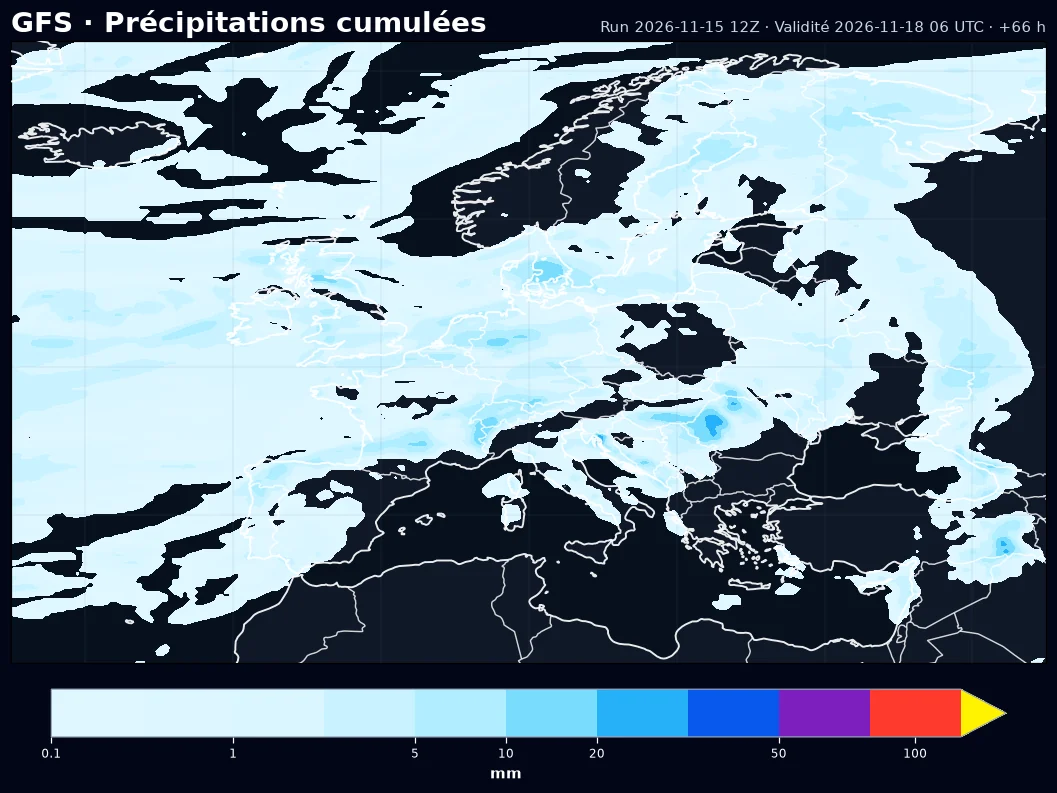 GFS · Précipitations cumulées
Run 2026-11-15 12Z · Validité 2026-11-18 06 UTC · +66 h
0.1 1 5 10 20 50 100
mm